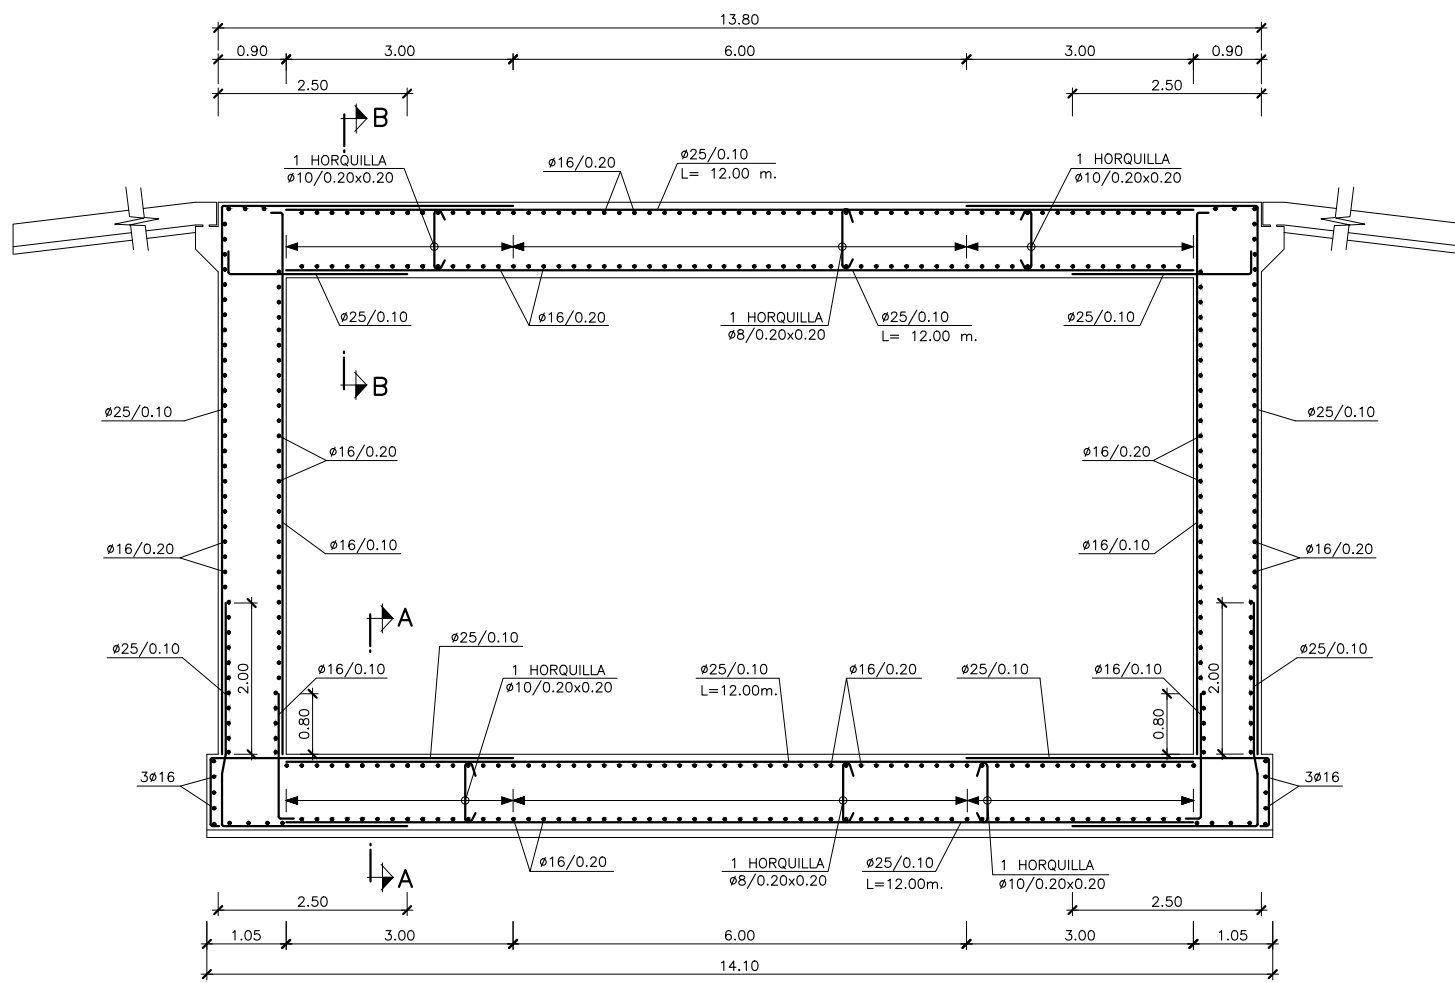 13.80
0.90 3.00 6.00 3.00 0.90
2.50 2.50
B
1 HORQUILLA
ø10/0.20x0.20
ø16/0.20
ø25/0.10
L= 12.00 m.
1 HORQUILLA
ø10/0.20x0.20
ø25/0.10
ø16/0.20
1 HORQUILLA
ø8/0.20x0.20
ø25/0.10
L= 12.00 m.
ø25/0.10
B
ø25/0.10
ø25/0.10
ø16/0.20
ø16/0.20
ø16/0.20
ø16/0.10
ø16/0.10
ø16/0.20
A
ø25/0.10
2.00
ø16/0.10
0.80
ø25/0.10
1 HORQUILLA
ø10/0.20x0.20
ø25/0.10
L=12.00m.
ø16/0.20
ø25/0.10
ø16/0.10
0.80
2.00
ø25/0.10
3ø16
3ø16
A
ø16/0.20
1 HORQUILLA
ø8/0.20x0.20
ø25/0.10
L=12.00m.
1 HORQUILLA
ø10/0.20x0.20
2.50 2.50
1.05 3.00 6.00 3.00 1.05
14.10